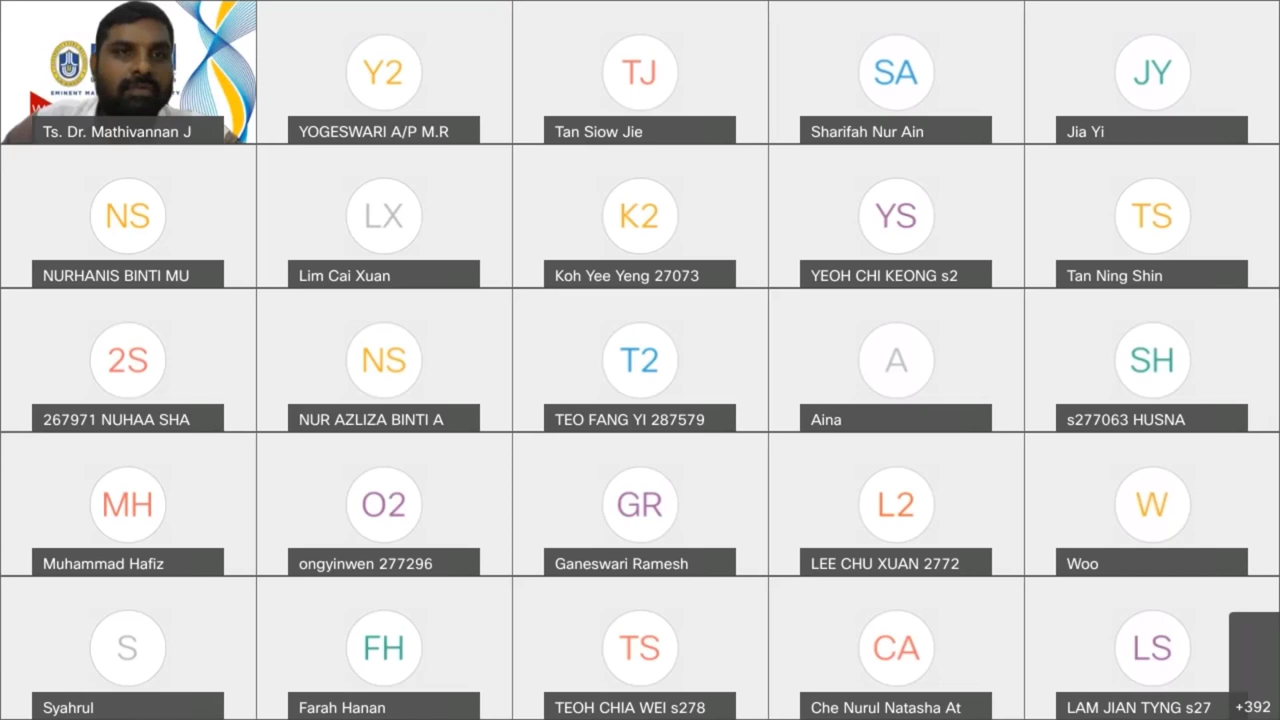 EMINENT MA
Ts. Dr. Mathivannan J
Y2
YOGESWARI A/P M.R
TJ
Tan Siow Jie
SA
Sharifah Nur Ain
JY
Jia Yi
NS
NURHANIS BINTI MU
LX
Lim Cai Xuan
K2
Koh Yee Yeng 27073
YS
YEOH CHI KEONG s2
TS
Tan Ning Shin
2S
267971 NUHAA SHA
NS
NUR AZLIZA BINTI A
T2
TEO FANG YI 287579
A
Aina
SH
s277063 HUSNA
MH
Muhammad Hafiz
O2
ongyinwen 277296
GR
Ganeswari Ramesh
L2
LEE CHU XUAN 2772
W
Woo
S
Syahrul
FH
Farah Hanan
TS
TEOH CHIA WEI s278
CA
Che Nurul Natasha At
LS
LAM JIAN TYNG s27
+392